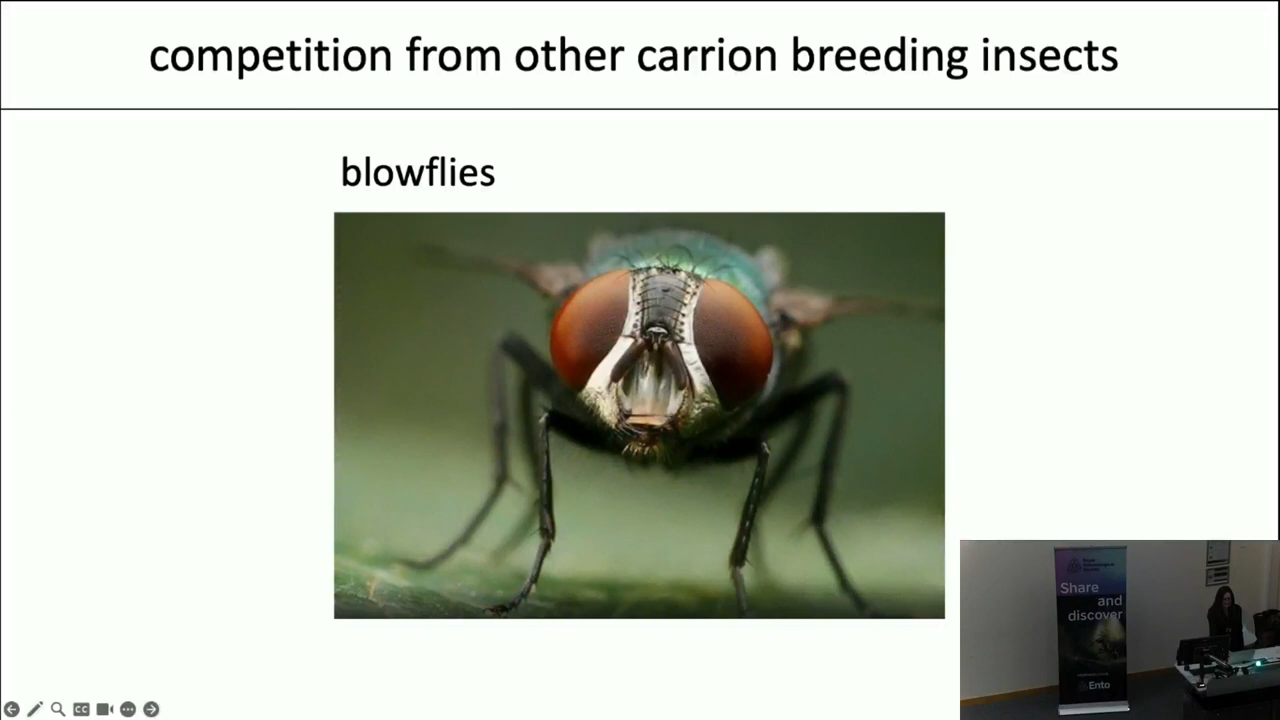 competition from other carrion breeding insects
blowflies
Share
and
discover
Ento